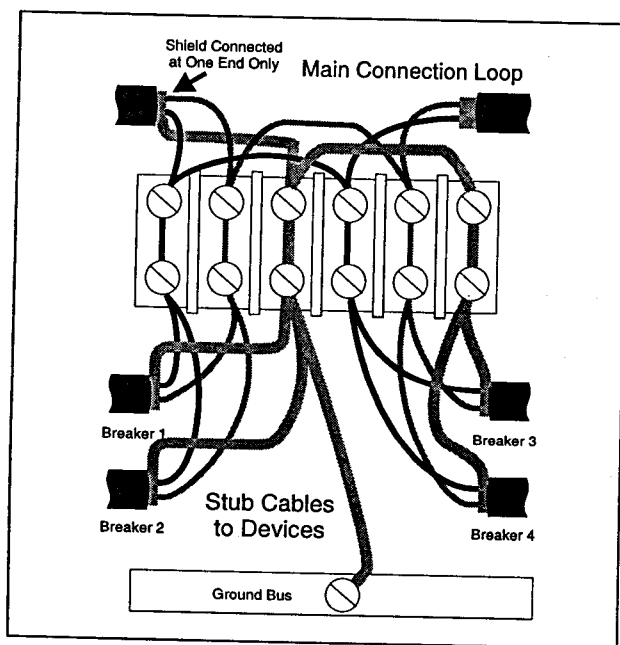 Shield Connected
at One End Only
Main Connection Loop
Breaker 1
Breaker 3
Breaker 2
Breaker 4
Stub Cables
to Devices
Ground Bus